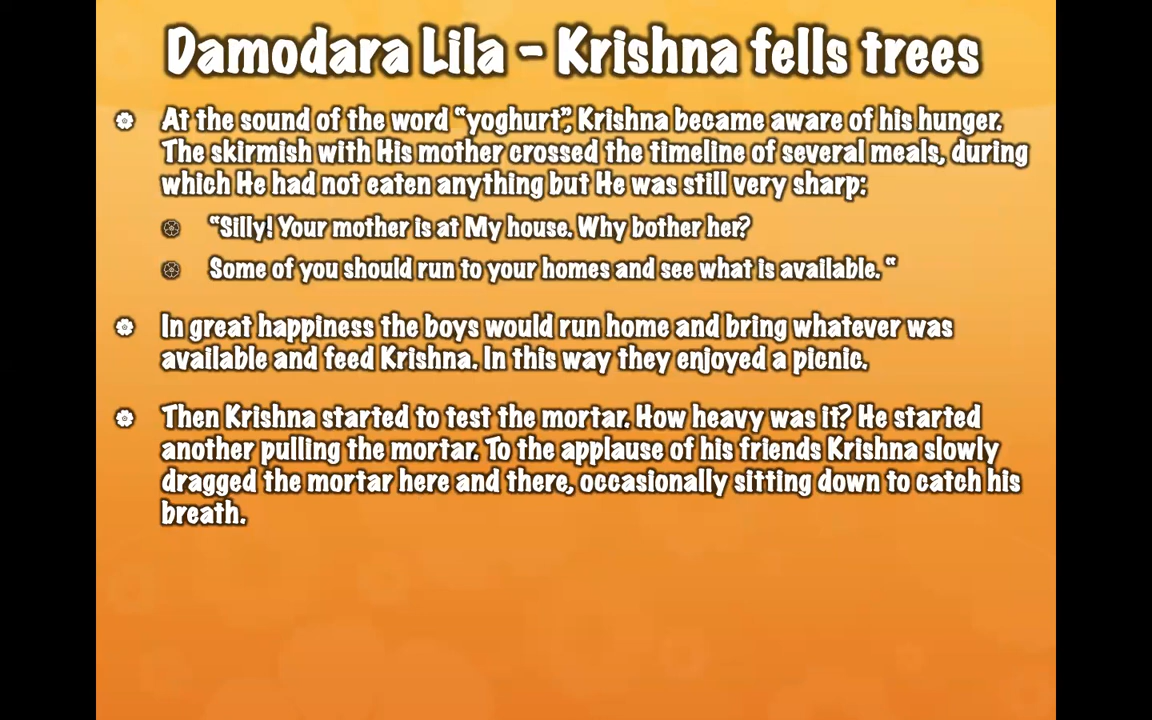 Damodara Lila - Krishna fells trees
At the sound of the word "yoghurt", Krishna became aware of his hunger.
The skirmish with His mother crossed the timeline of several meals, during
which He had not eaten anything but He was still very sharp:
"Silly! Your mother is at My house. Why bother her?
Some of you should run to your homes and see what is available. "
In great happiness the boys would run home and bring whatever was
available and feed Krishna. In this way they enjoyed a picnic.
Then Krishna started to test the mortar. How heavy was it? He started
another pulling the mortar. To the applause of his friends Krishna slowly
dragged the mortar here and there, occasionally sitting down to catch his
breath.